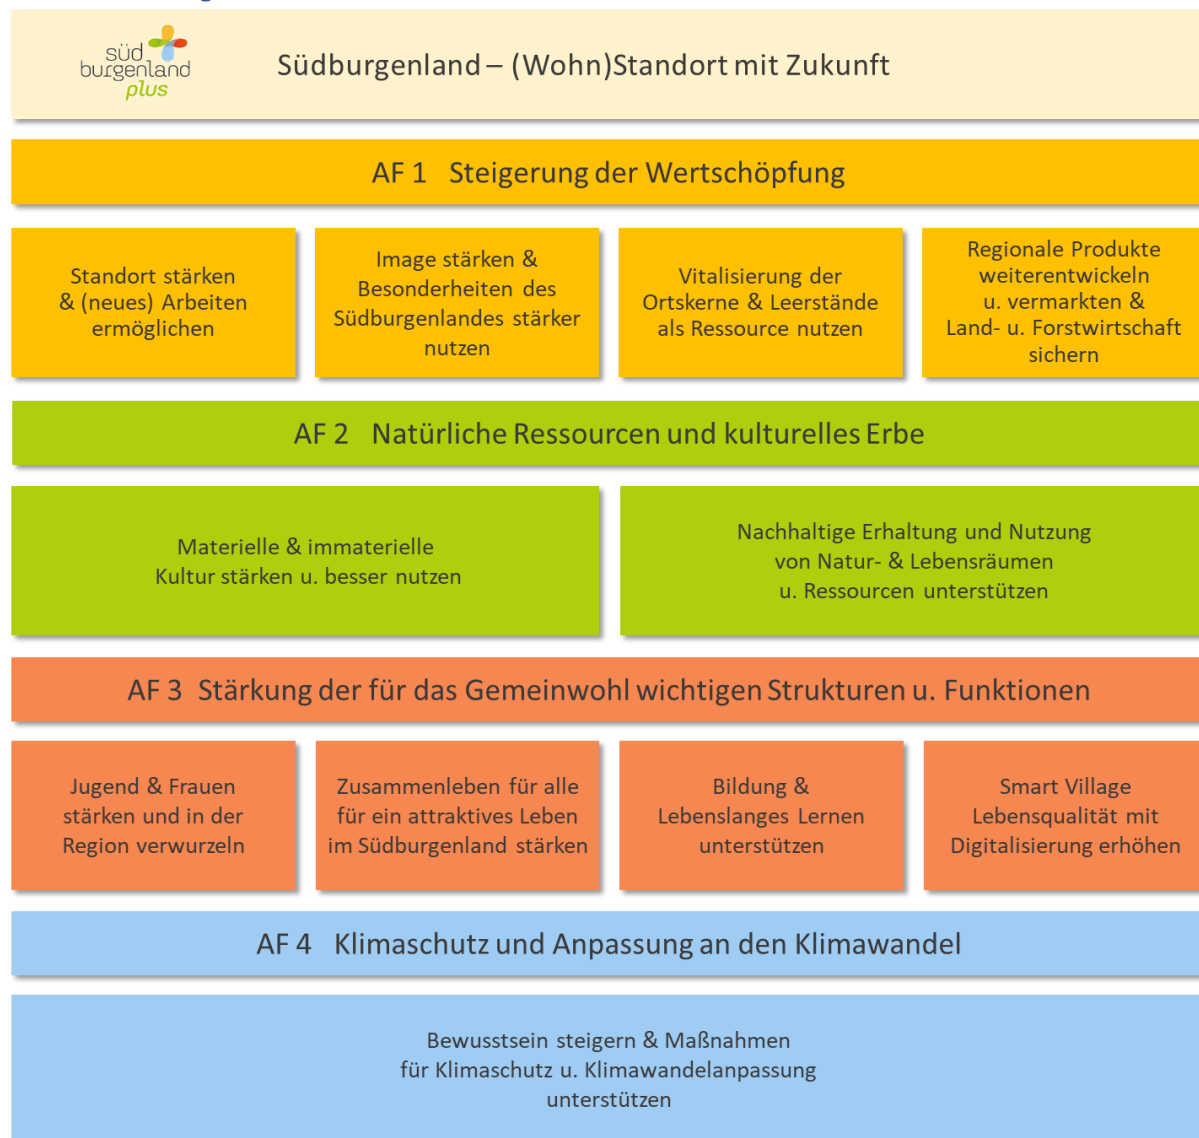 süd
burgenland
plus
Südburgenland – (Wohn)Standort mit Zukunft
AF 1 Steigerung der Wertschöpfung
Standort stärken
& (neues) Arbeiten
ermöglichen
Image stärken &
Besonderheiten des
Südburgenlandes stärker
nutzen
Vitalisierung der
Ortskerne & Leerstände
als Ressource nutzen
Regionale Produkte
weiterentwickeln
u. vermarkten &
Land- u. Forstwirtschaft
sichern
AF 2 Natürliche Ressourcen und kulturelles Erbe
Materielle & immaterielle
Kultur stärken u. besser nutzen
Nachhaltige Erhaltung und Nutzung
von Natur- & Lebensräumen
u. Ressourcen unterstützen
AF 3 Stärkung der für das Gemeinwohl wichtigen Strukturen u. Funktionen
Jugend & Frauen
stärken und in der
Region verwurzeln
Zusammenleben für alle
für ein attraktives Leben
im Südburgenland stärken
Bildung &
Lebenslanges Lernen
unterstützen
Smart Village
Lebensqualität mit
Digitalisierung erhöhen
AF 4 Klimaschutz und Anpassung an den Klimawandel
Bewusstsein steigern & Maßnahmen
für Klimaschutz u. Klimawandelanpassung
unterstützen